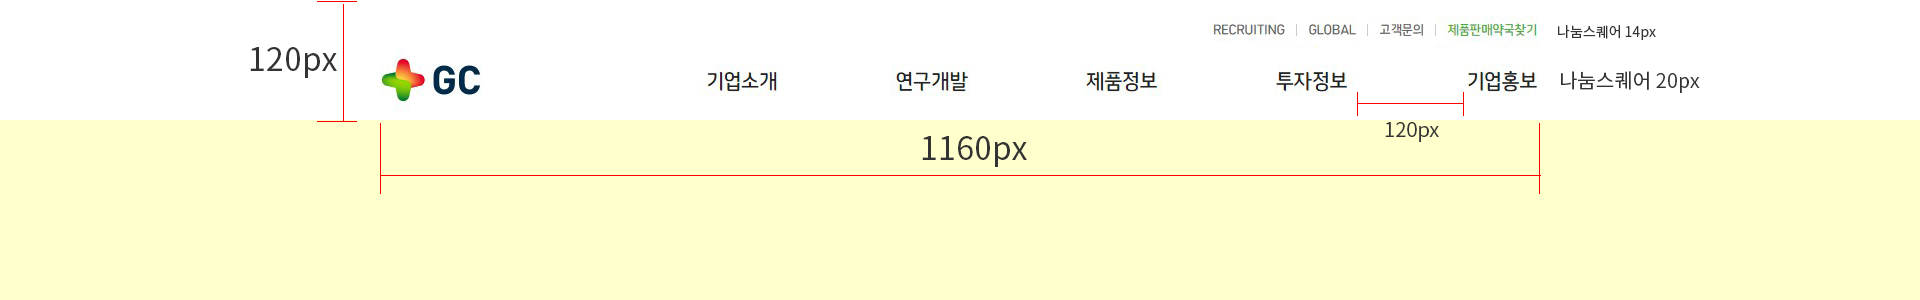 RECRUITING | GLOBAL | 고객문의 | 제품판매약국찾기 나눔스퀘어 14px
120px
GC 기업소개 연구개발 제품정보 투자정보 기업홍보 나눔스퀘어 20px
120px
1160px